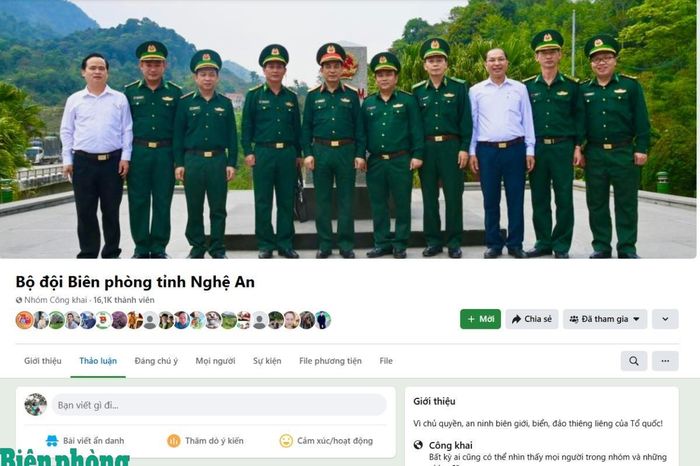 Bộ đội Biên phòng tỉnh Nghệ An
Nhóm Công khai · 16,1K thành viên
+ Mời
Chia sẻ
Đã tham gia
Giới thiệu
Thảo luận
Đáng chú ý
Mọi người
Sự kiện
File phương tiện
File
Bạn viết gì đi...
Bài viết ẩn danh
Thăm dò ý kiến
Cảm xúc/hoạt động
Giới thiệu
Vì chủ quyền, an ninh biên giới, biển, đảo thiêng liêng của Tổ quốc!
Công khai
Bất kỳ ai cũng có thể nhìn thấy mọi người trong nhóm và những
Biên phòng